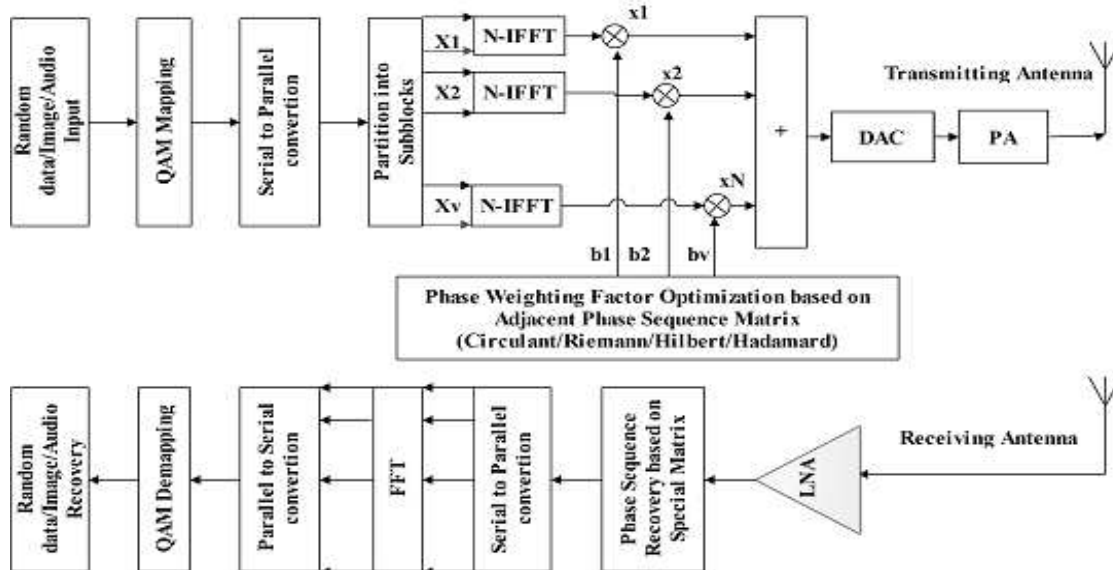 Random
data/Image/Audio
Input
QAM Mapping
Serial to Parallel
convertion
Partition into
Subblocks
X1
N-IFFT
x1
X2
N-IFFT
x2
Xv
N-IFFT
xN
b1
b2
bv
+
DAC
PA
Transmitting Antenna
Phase Weighting Factor Optimization based on
Adjacent Phase Sequence Matrix
(Circulant/Riemann/Hilbert/Hadamard)
Random
data/Image/Audio
Recovery
QAM Demapping
Parallel to Serial
convertion
FFT
Serial to Parallel
convertion
Phase Sequence
Recovery based on
Special Matrix
LNA
Receiving Antenna